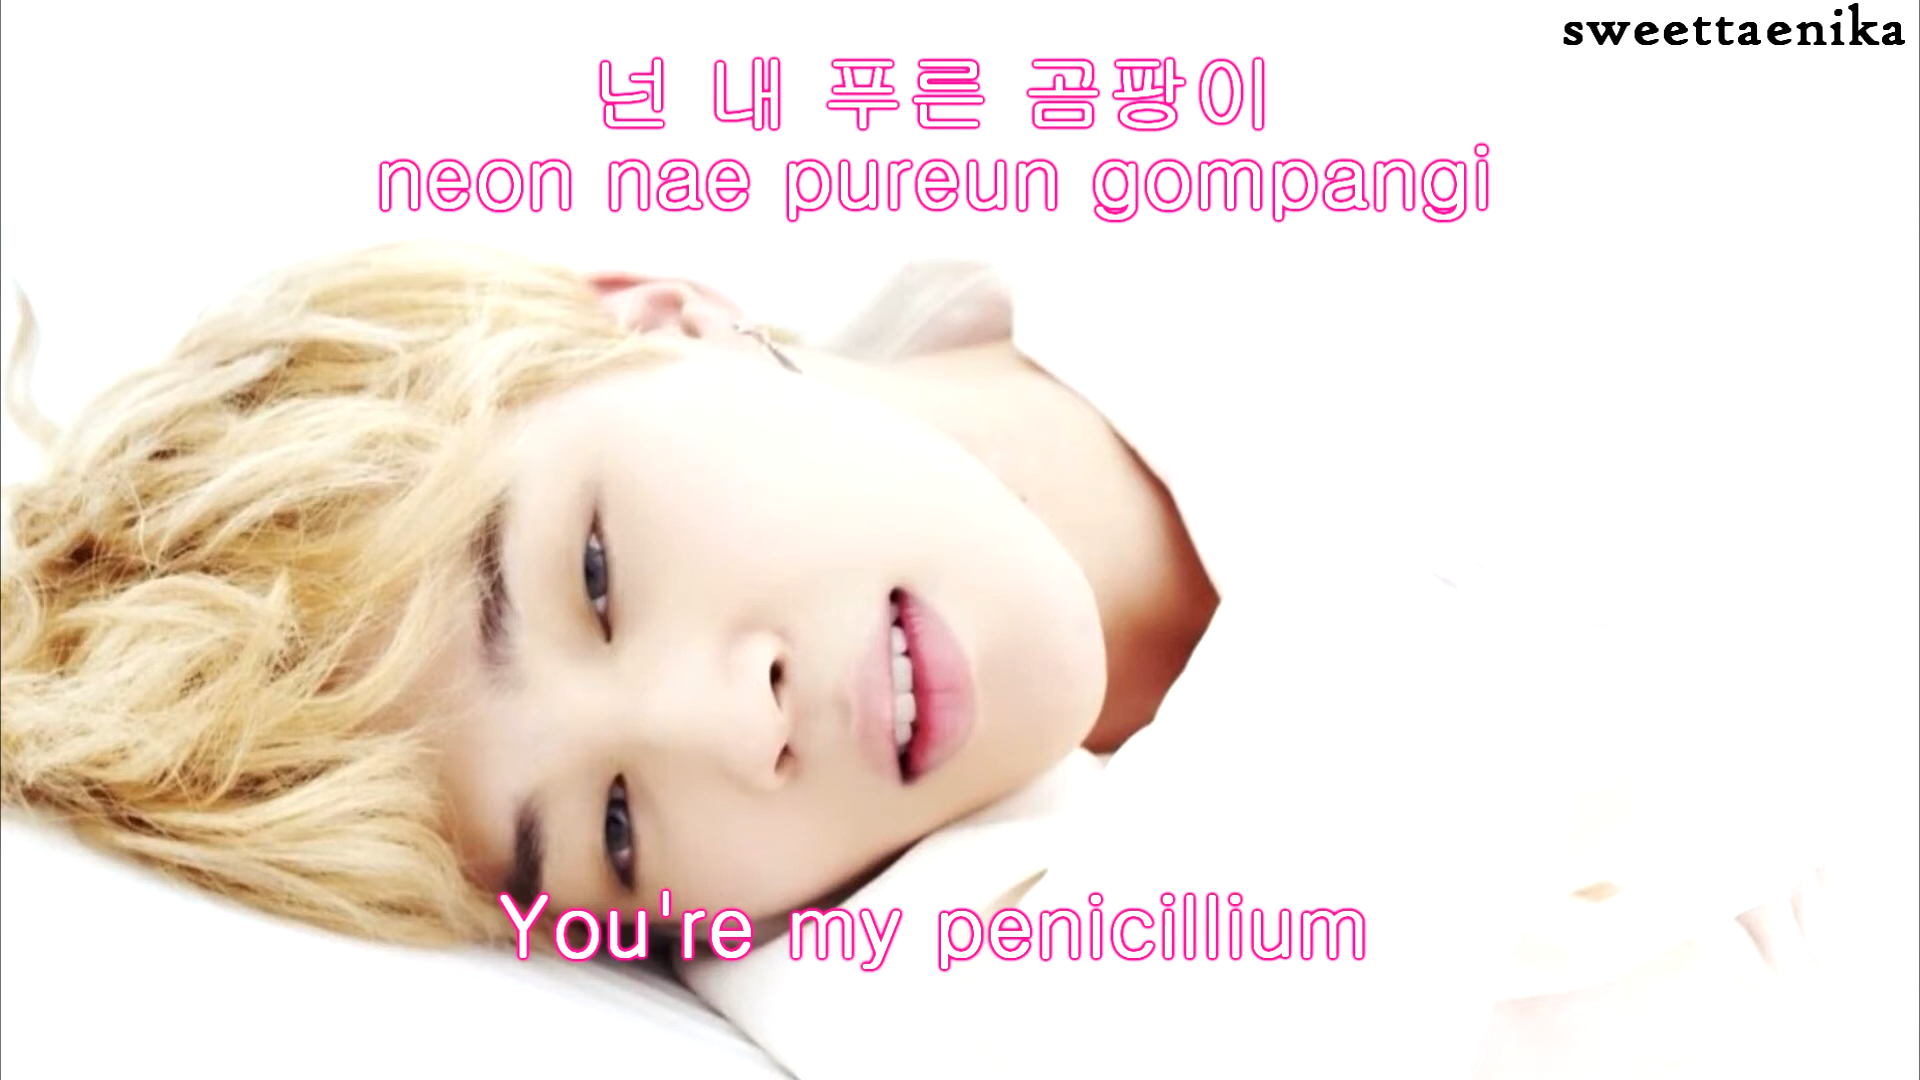 sweettaenika
넌 내 푸른 곰팡이
neon nae pureun gompangi
You're my penicillium